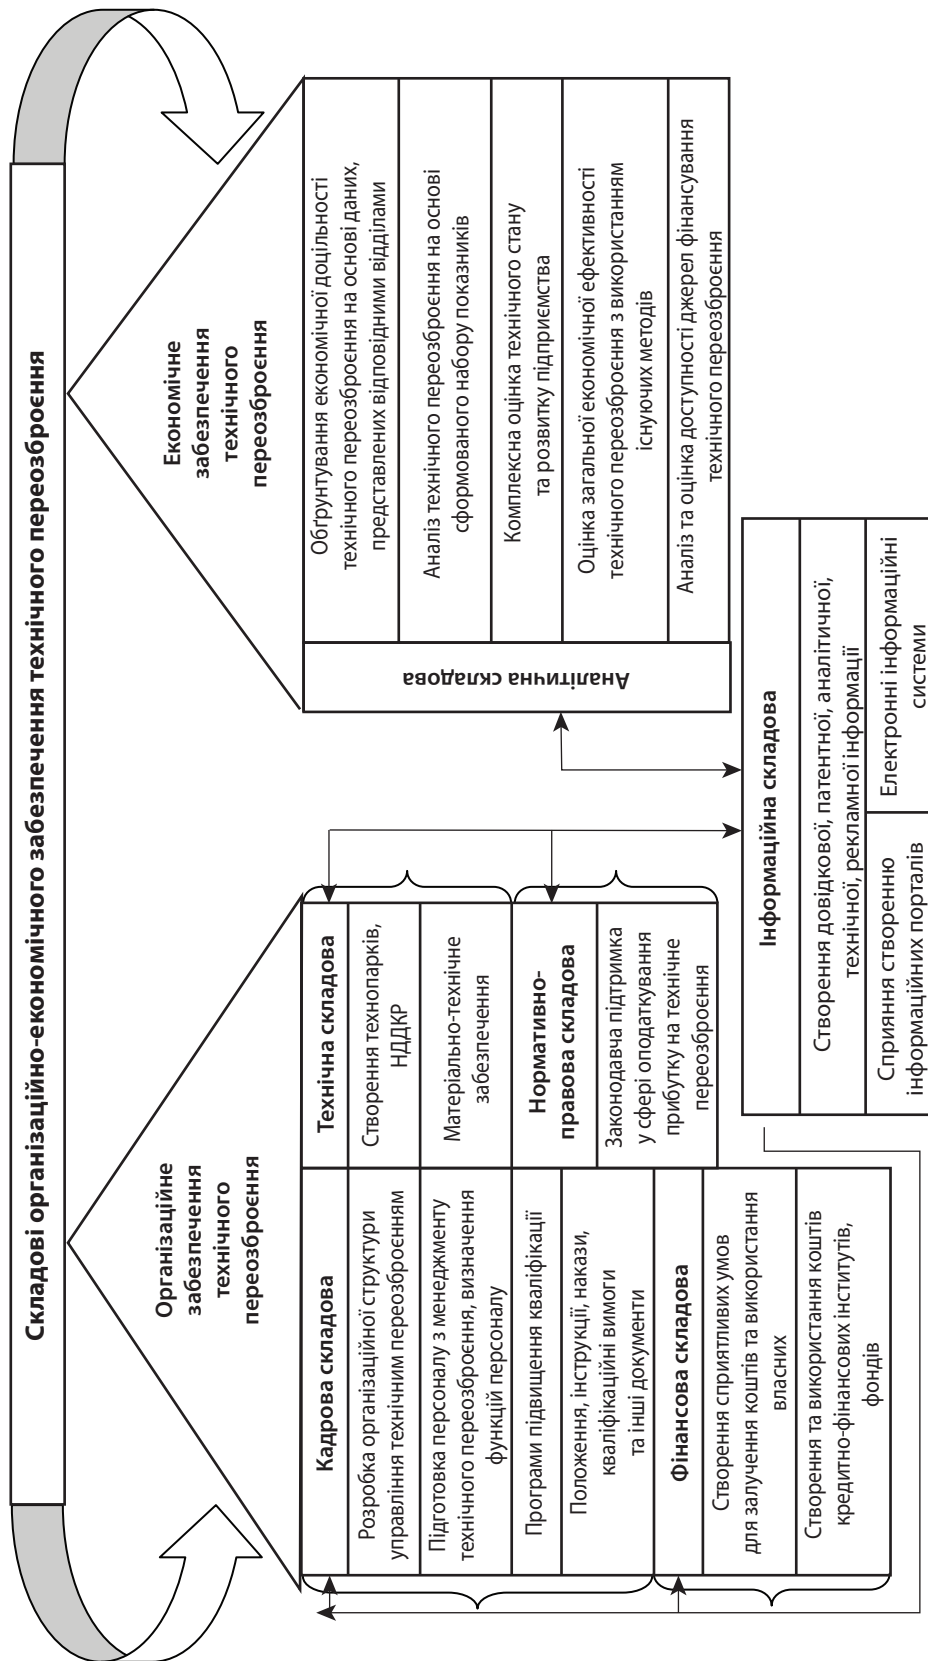 Складові організаційно-економічного забезпечення технічного переозброєння
Організаційне
забезпечення
технічного
переозброєння
Кадрова складова
Розробка організаційної структури
управління технічним переозброєнням
Підготовка персоналу з менеджменту
технічного переозброєння, визначення
функцій персоналу
Програми підвищення кваліфікації
Положення, інструкції, накази,
кваліфікаційні вимоги
та інші документи
Фінансова складова
Створення сприятливих умов
для залучення коштів та використання
власних
Створення та використання коштів
кредитно-фінансових інститутів,
фондів
Технічна складова
Створення технопарків,
НДДКР
Матеріально-технічне
забезпечення
Нормативно-
правова складова
Законодавча підтримка
у сфері оподаткування
прибутку на технічне
переозброєння
Економічне
забезпечення
технічного
переозброєння
Аналітична складова
Обґрунтування економічної доцільності
технічного переозброєння на основі даних,
представлених відповідними відділами
Аналіз технічного переозброєння на основі
сформованого набору показників
Комплексна оцінка технічного стану
та розвитку підприємства
Оцінка загальної економічної ефективності
технічного переозброєння з використанням
існуючих методів
Аналіз та оцінка доступності джерел фінансування
технічного переозброєння
Інформаційна складова
Створення довідкової, патентної, аналітичної,
технічної, рекламної інформації
Сприяння створенню
інформаційних порталів
Електронні інформаційні
системи